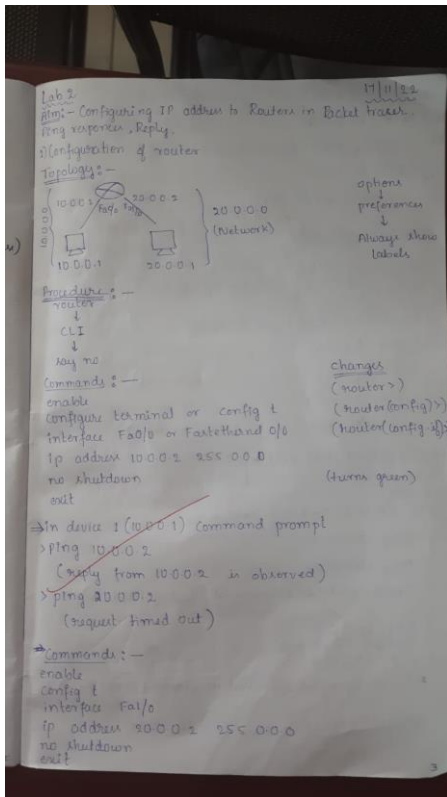 Lab 2
17/11/22
Aim:- Configuring IP address to Routers in Packet tracer.
Ping responses, Reply.
1) Configuration of router
Topology:-
10.0.0.2 20.0.0.2
Fa0/0
10.0.0.0
20.0.0.0
(Network)
10.0.0.1 20.0.0.1
options
↓
preferences
↓
Always show
labels
Procedure:-
router
↓
CLI
↓
say no
Commands:- changes
enable (router>)
configure terminal or config t (router(config)>)
interface Fa0/0 or Fastethernet 0/0 (router(config-if)>
ip address 10.0.0.2 255.0.0.0
no shutdown (turns green)
exit
⇒ in device 1 (10.0.0.1) Command prompt
>ping 10.0.0.2
(reply from 10.0.0.2 is observed)
> ping 20.0.0.2
(request timed out)
⇒ Commands:-
enable
config t
interface Fa1/0
ip address 20.0.0.2 255.0.0.0
no shutdown
exit
3